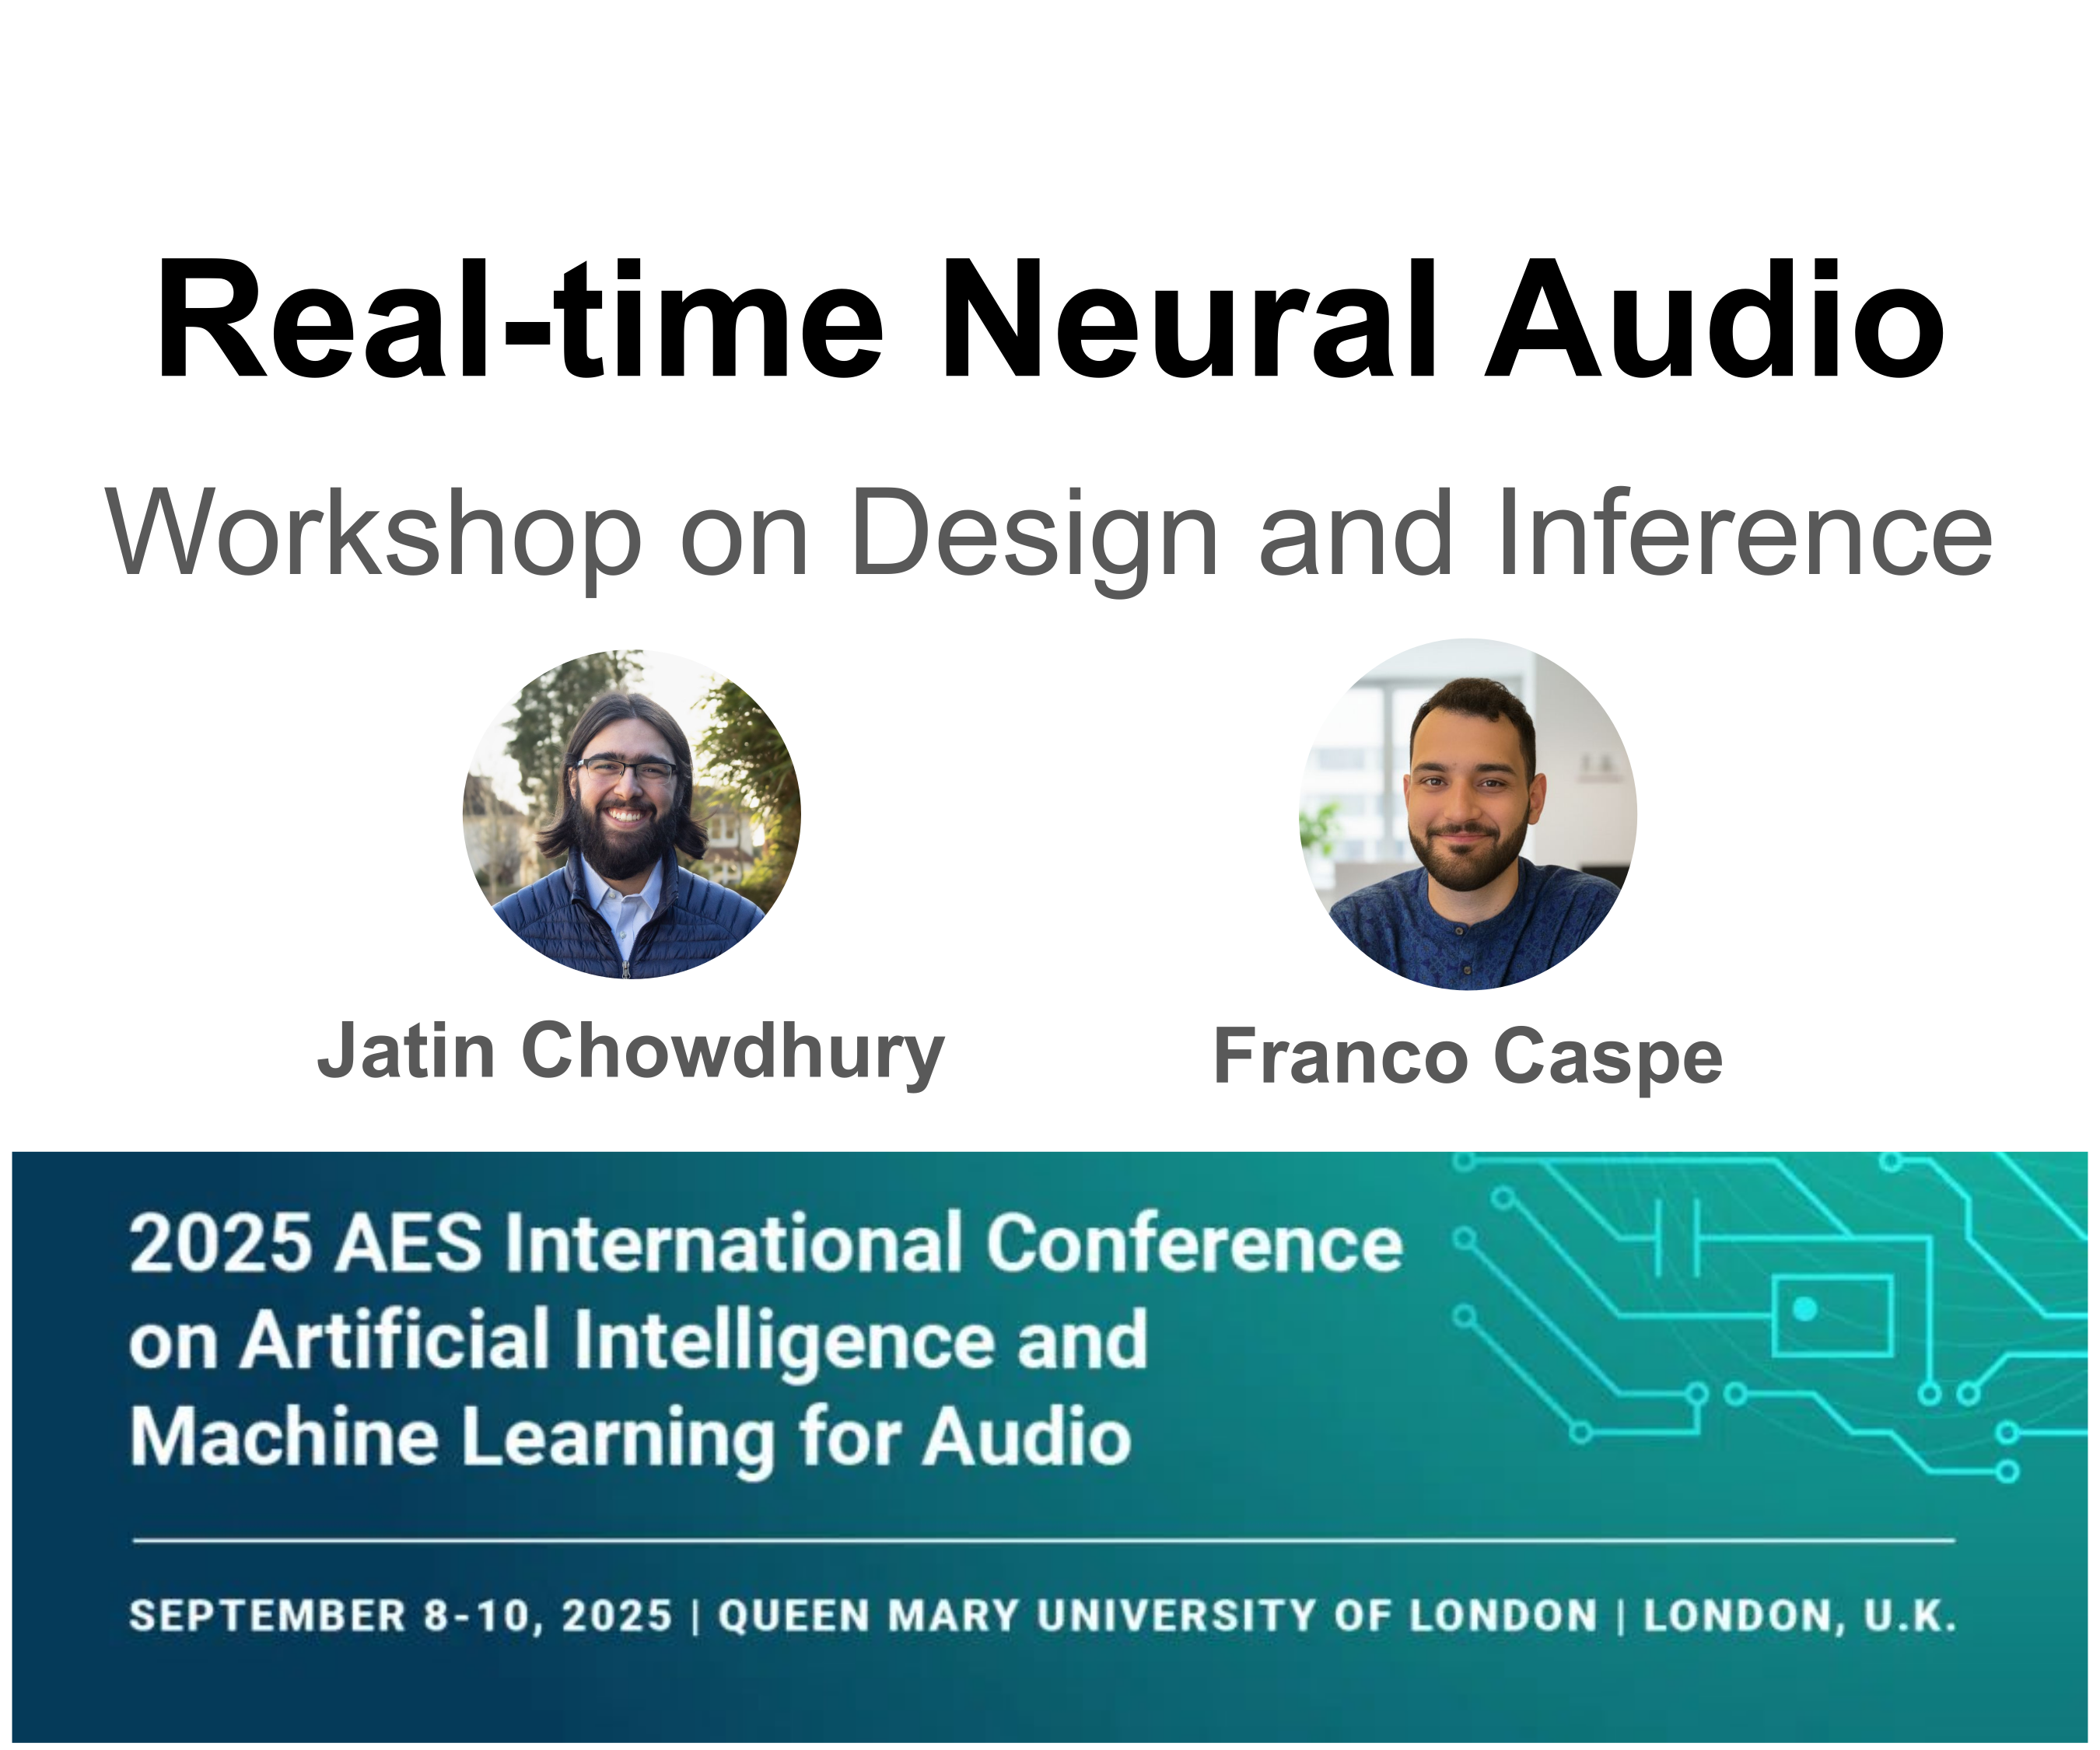 Real-time Neural Audio
Workshop on Design and Inference
Jatin Chowdhury
Franco Caspe
2025 AES International Conference
on Artificial Intelligence and
Machine Learning for Audio
SEPTEMBER 8-10, 2025 | QUEEN MARY UNIVERSITY OF LONDON | LONDON, U.K.